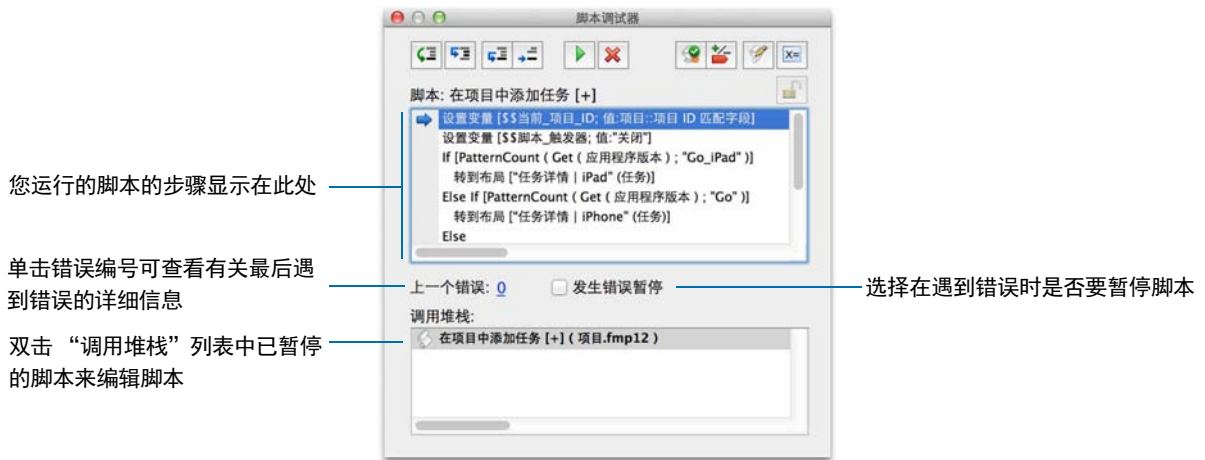 脚本调试器
脚本: 在项目中添加任务 [+]
设置变量 [$$当前_项目_ID; 值:项目::项目 ID 匹配字段]
设置变量 [$$脚本_触发器; 值:"关闭"]
If [PatternCount ( Get ( 应用程序版本 ) ; "Go_iPad" )]
转到布局 ["任务详情 | iPad" (任务)]
Else If [PatternCount ( Get ( 应用程序版本 ) ; "Go" )]
转到布局 ["任务详情 | iPhone" (任务)]
Else
您运行的脚本的步骤显示在此处
单击错误编号可查看有关最后遇
到错误的详细信息
上一个错误: 0
发生错误暂停
选择在遇到错误时是否要暂停脚本
调用堆栈:
在项目中添加任务 [+] ( 项目.fmp12 )
双击 “调用堆栈”列表中已暂停
的脚本来编辑脚本